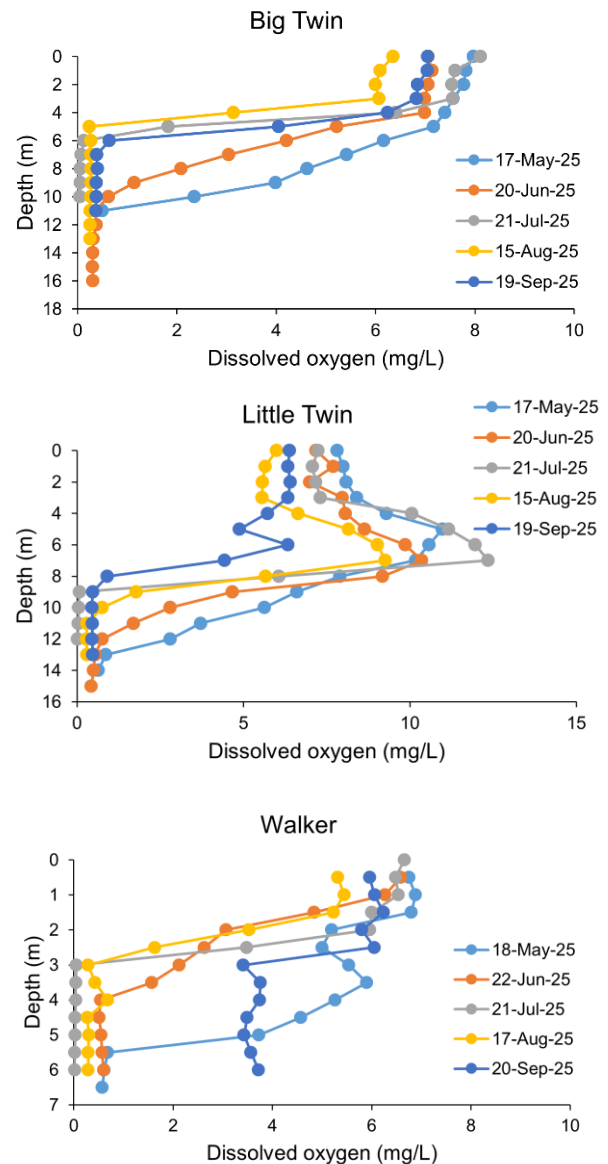 Big Twin
0
2
4
6
8
10
12
14
16
18
Depth (m)
17-May-25
20-Jun-25
21-Jul-25
15-Aug-25
19-Sep-25
0 2 4 6 8 10
Dissolved oxygen (mg/L)
Little Twin
17-May-25
20-Jun-25
21-Jul-25
15-Aug-25
19-Sep-25
0
2
4
6
8
10
12
14
16
Depth (m)
0 5 10 15
Dissolved oxygen (mg/L)
Walker
0
1
2
3
4
5
6
7
Depth (m)
18-May-25
22-Jun-25
21-Jul-25
17-Aug-25
20-Sep-25
0 2 4 6 8 10
Dissolved oxygen (mg/L)